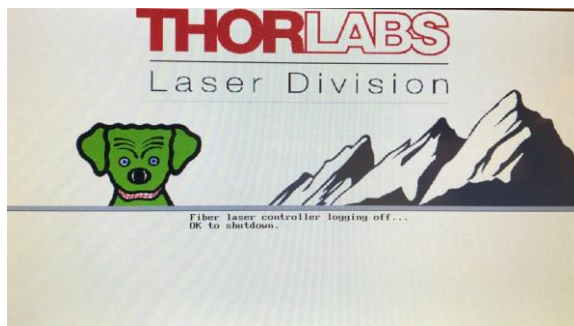 THORLABS
Laser Division
Fiber laser controller logging off...
OK to shutdown.